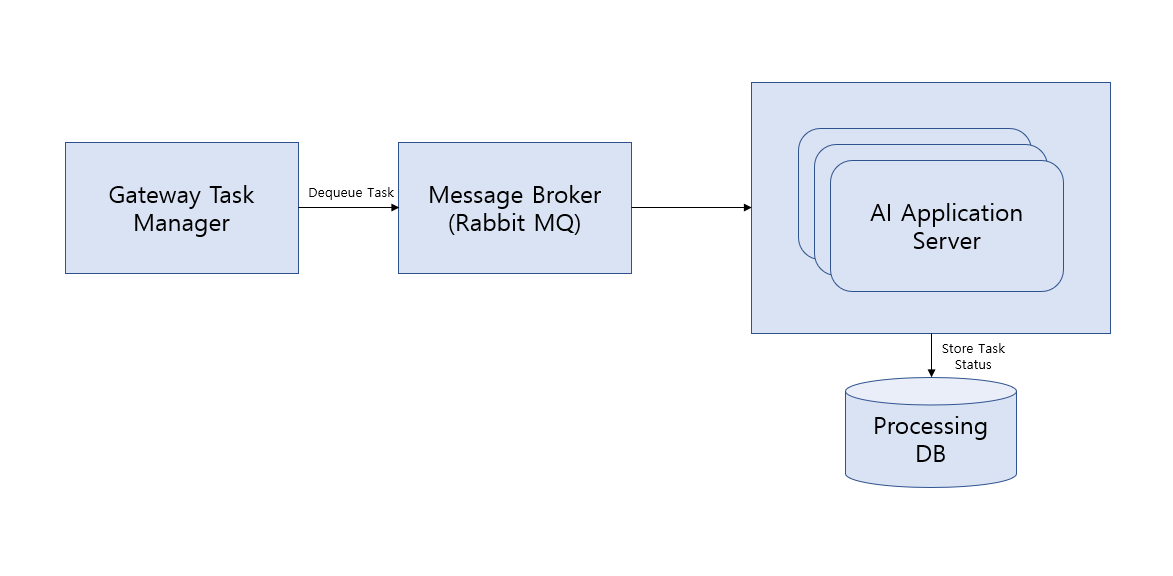 Gateway Task
Manager
Dequeue Task
Message Broker
(Rabbit MQ)
AI Application
Server
Store Task
Status
Processing
DB